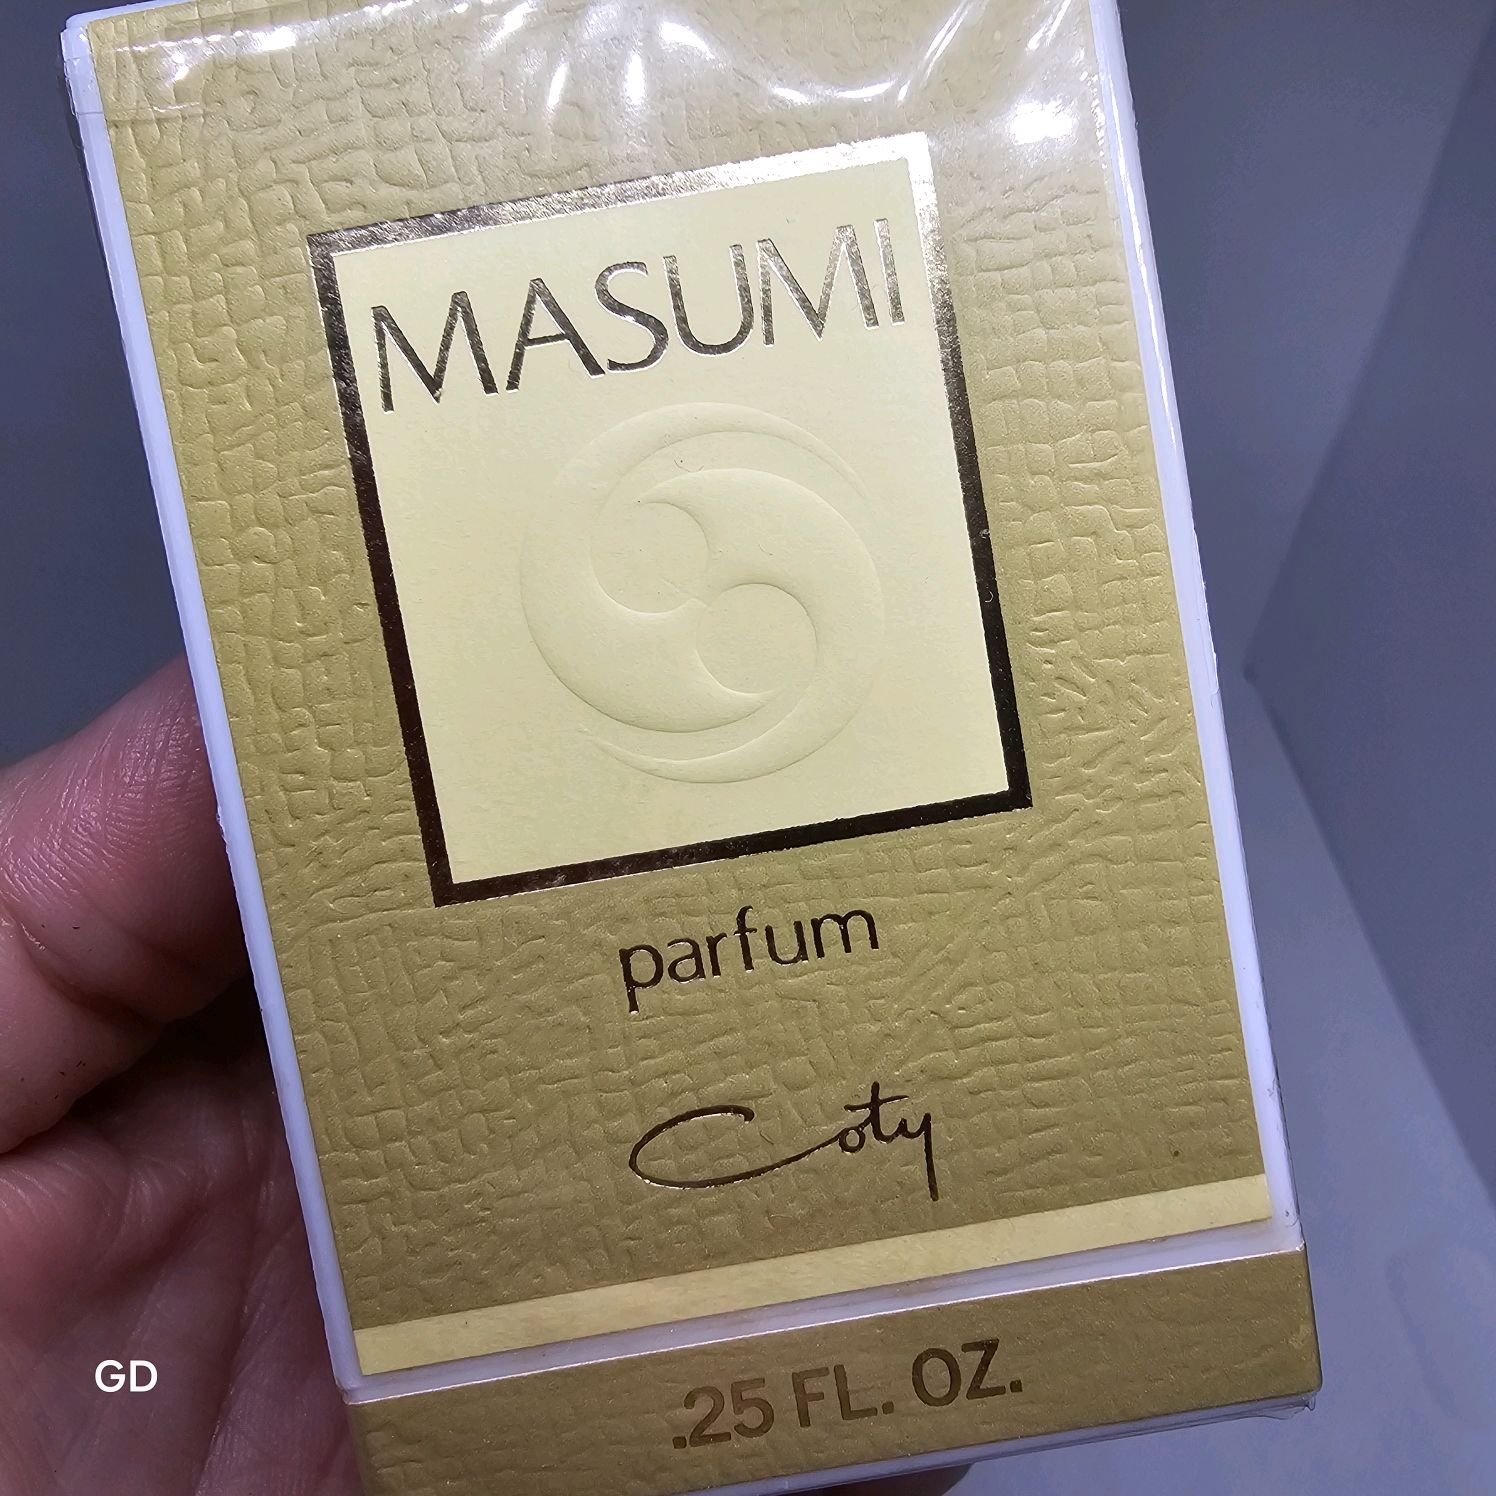 MASUMI
parfum
Coty
.25 FL. OZ.
GD